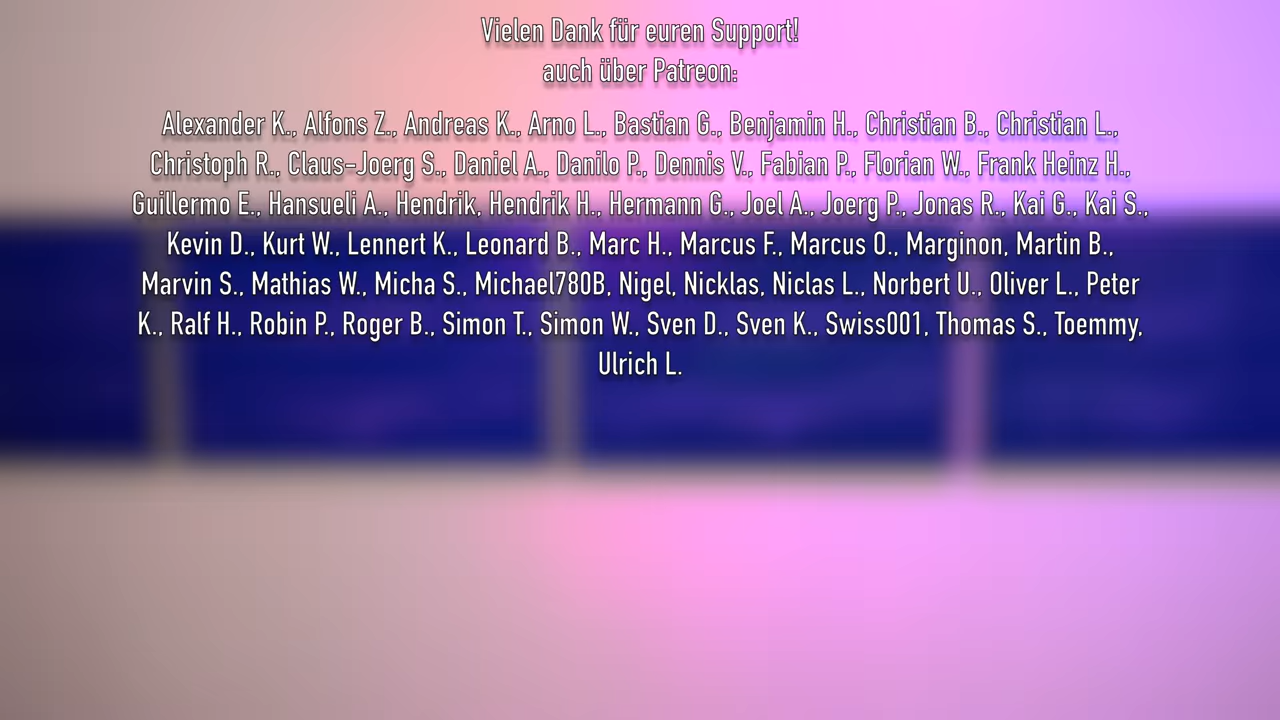 Vielen Dank für euren Support!
auch über Patreon:
Alexander K., Alfons Z., Andreas K., Arno L., Bastian G., Benjamin H., Christian B., Christian L.,
Christoph R., Claus-Joerg S., Daniel A., Danilo P., Dennis V., Fabian P., Florian W., Frank Heinz H.,
Guillermo E., Hansueli A., Hendrik, Hendrik H., Hermann G., Joel A., Joerg P., Jonas R., Kai G., Kai S.,
Kevin D., Kurt W., Lennert K., Leonard B., Marc H., Marcus F., Marcus O., Marginon, Martin B.,
Marvin S., Mathias W., Micha S., Michael780B, Nigel, Nicklas, Niclas L., Norbert U., Oliver L., Peter
K., Ralf H., Robin P., Roger B., Simon T., Simon W., Sven D., Sven K., Swiss001, Thomas S., Toemmy,
Ulrich L.